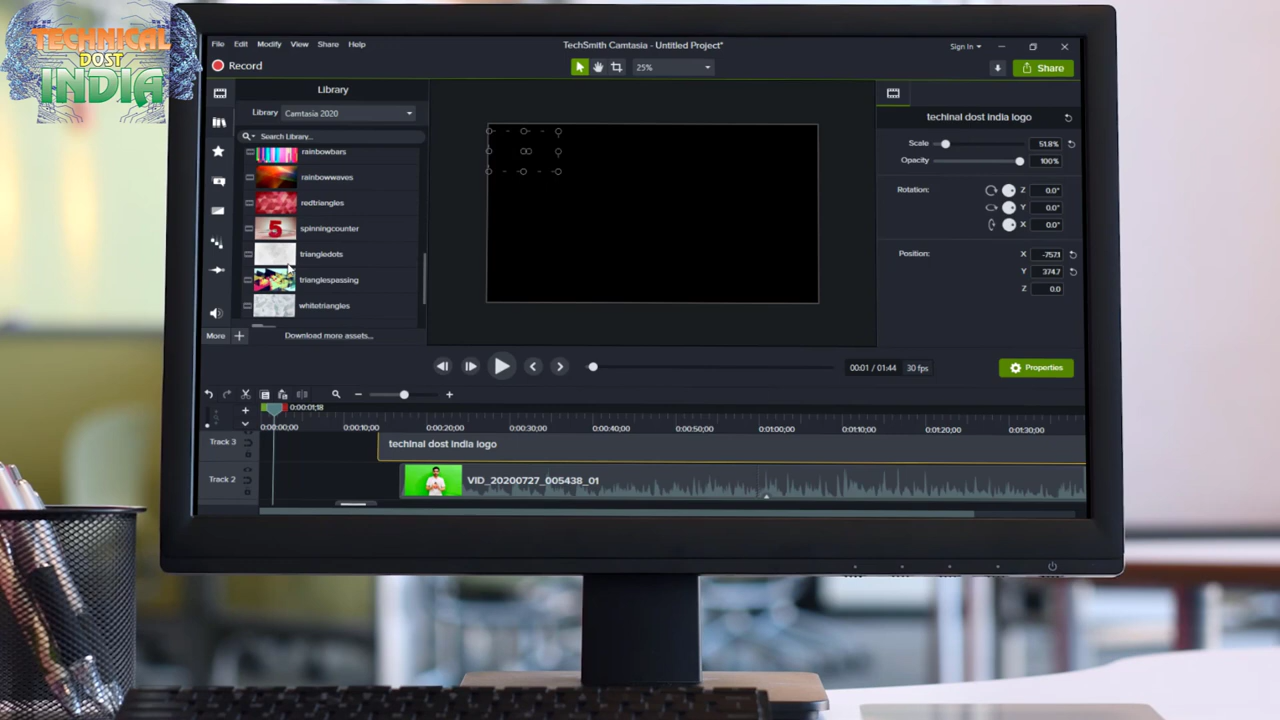 TECHNICAL
DOST
INDIA
File Edit Modify View Share Help
TechSmith Camtasia - Untitled Project*
Sign In
Record
25%
Share
Library
Library Camtasia 2020
Search Library...
rainbowbars
rainbowwaves
redtriangles
5 spinningcounter
triangledots
trianglespassing
whitetriangles
More + Download more assets...
techinal dost india logo
Scale 51.8%
Opacity 100%
Rotation: Z 0.0°
Y 0.0°
X 0.0°
Position: X -757.1
Y 374.7
Z 0.0
00:01 / 01:44 30 fps
Properties
0:00:01;18
0:00:00;00 0:00:10;00 0:00:20;00 0:00:30;00 0:00:40;00 0:00:50;00 0:01:00;00 0:01:10;00 0:01:20;00 0:01:30;00
Track 3 techinal dost india logo
Track 2 VID_20200727_005438_01